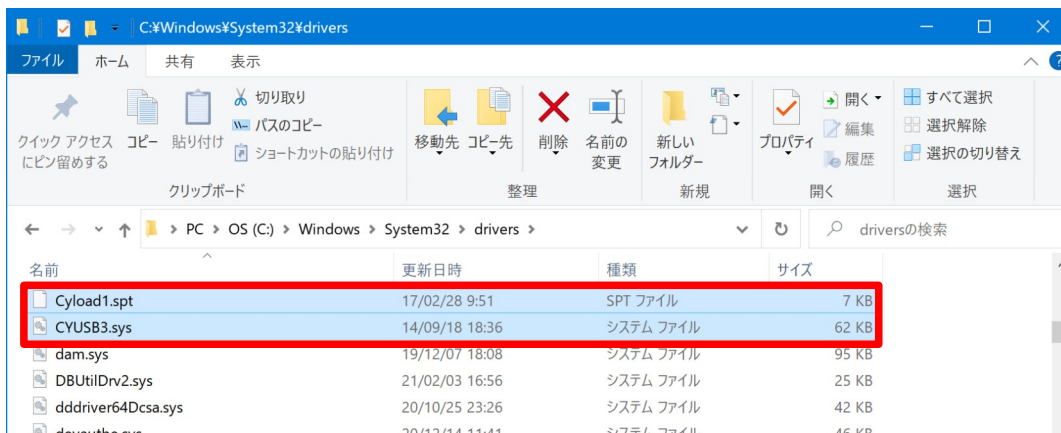 C:¥Windows¥System32¥drivers
ファイル ホーム 共有 表示
クイック アクセス
にピン留めする
コピー
貼り付け
切り取り
パスのコピー
ショートカットの貼り付け
移動先
コピー先
削除
名前の
変更
新しい
フォルダー
プロパティ
開く
編集
履歴
すべて選択
選択解除
選択の切り替え
クリップボード 整理 新規 開く 選択
PC > OS (C:) > Windows > System32 > drivers >
driversの検索
名前 更新日時 種類 サイズ
Cyload1.spt 17/02/28 9:51 SPT ファイル 7 KB
CYUSB3.sys 14/09/18 18:36 システム ファイル 62 KB
dam.sys 19/12/07 18:08 システム ファイル 95 KB
DBUtilDrv2.sys 21/02/03 16:56 システム ファイル 25 KB
dddriver64Dcsa.sys 20/10/25 23:26 システム ファイル 42 KB